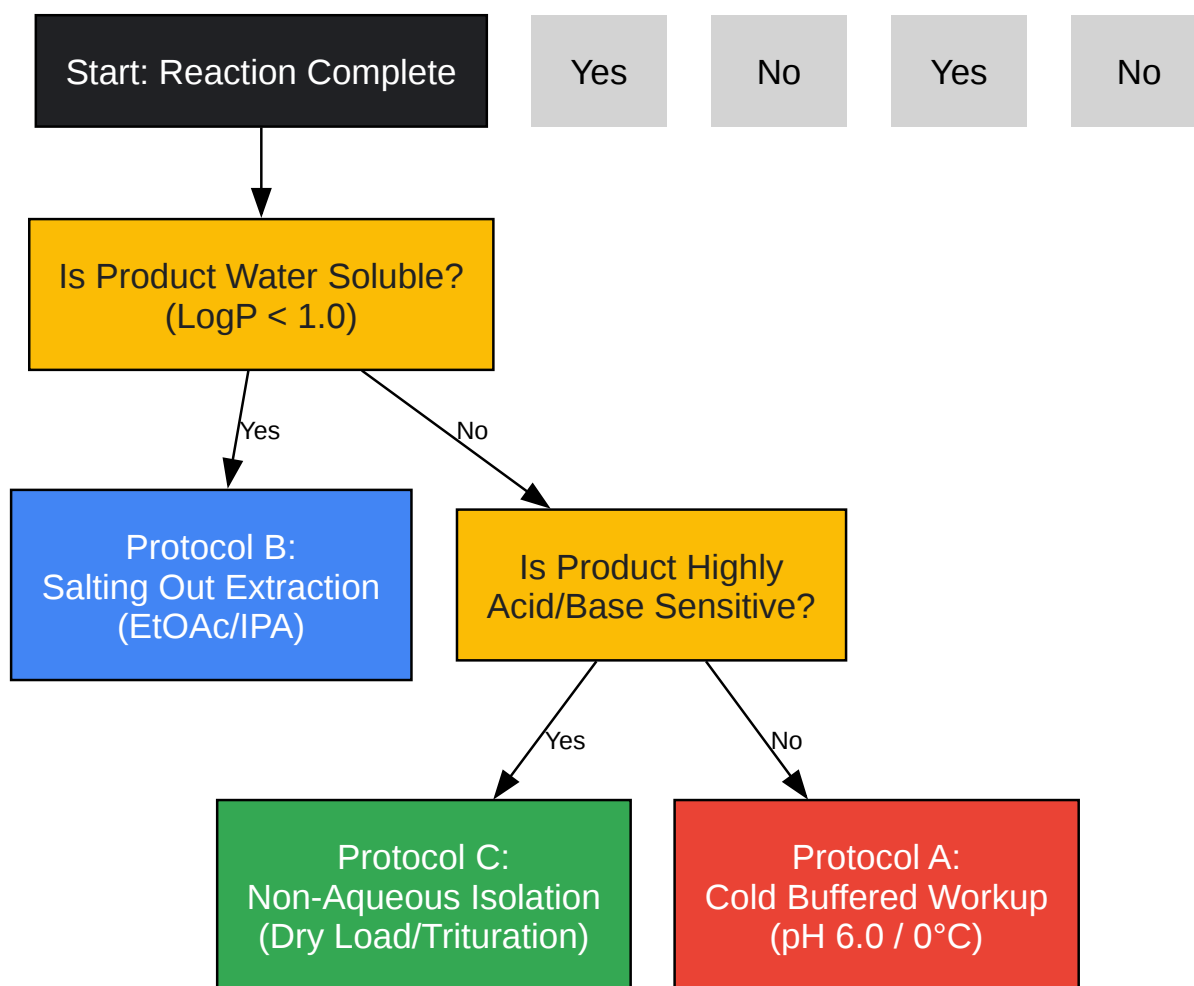 Start: Reaction Complete
Yes
No
Yes
No
Is Product Water Soluble?
(LogP < 1.0)
Yes
No
Protocol B:
Salting Out Extraction
(EtOAc/IPA)
Is Product Highly
Acid/Base Sensitive?
Yes
No
Protocol C:
Non-Aqueous Isolation
(Dry Load/Trituration)
Protocol A:
Cold Buffered Workup
(pH 6.0 / 0°C)